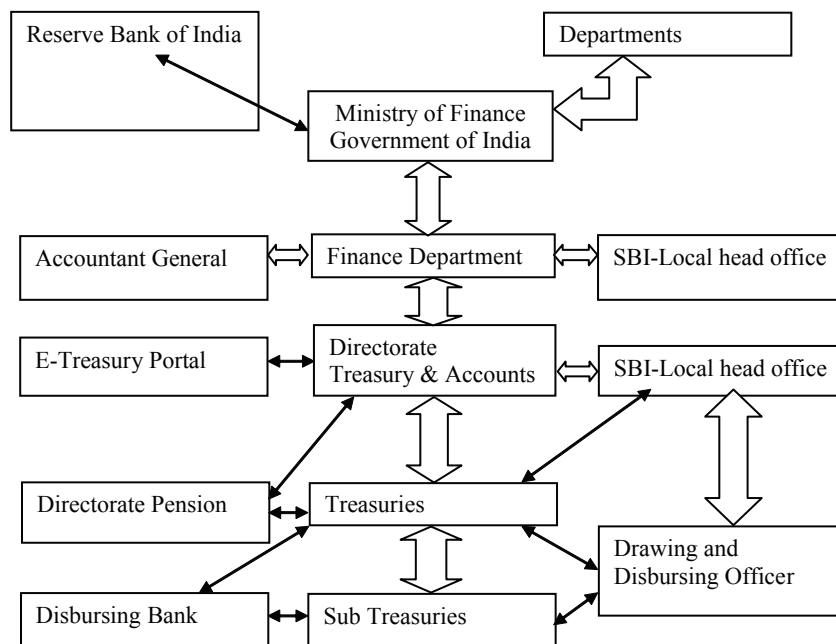 Reserve Bank of India
Departments
Ministry of Finance
Government of India
Accountant General
Finance Department
SBI-Local head office
E-Treasury Portal
Directorate
Treasury & Accounts
SBI-Local head office
Directorate Pension
Treasuries
Drawing and
Disbursing Officer
Disbursing Bank
Sub Treasuries